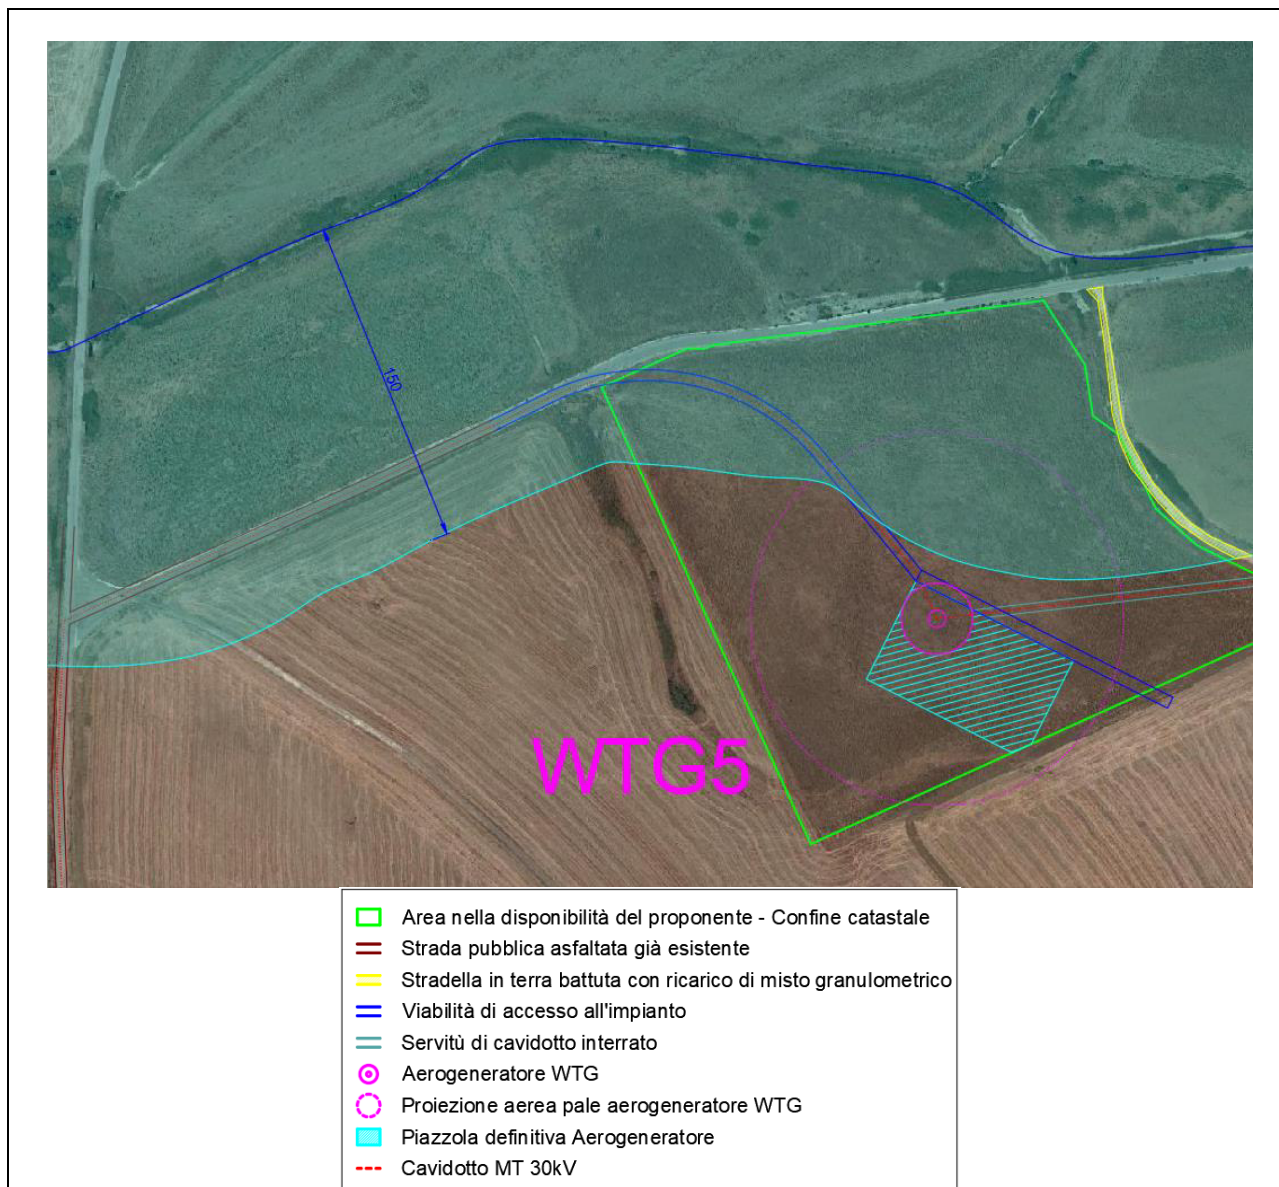 150
WTG5
Area nella disponibilità del proponente - Confine catastale
Strada pubblica asfaltata già esistente
Stradella in terra battuta con ricarico di misto granulometrico
Viabilità di accesso all'impianto
Servitù di cavidotto interrato
Aerogeneratore WTG
Proiezione aerea pale aerogeneratore WTG
Piazzola definitiva Aerogeneratore
Cavidotto MT 30kV